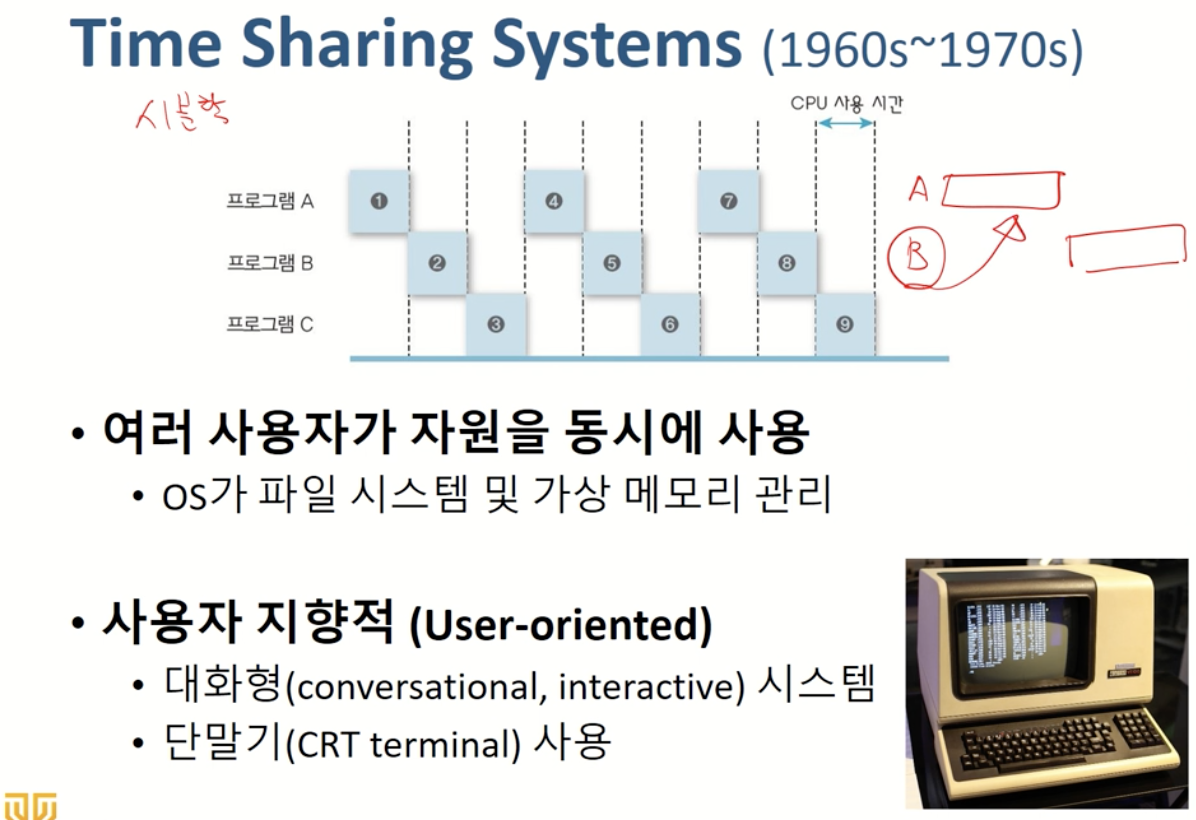 Time Sharing Systems (1960s~1970s)
시분할
CPU 사용 시간
프로그램 A
❶ ❹ ❼
A
프로그램 B
❷ ❺ ❽
B
프로그램 C
❸ ❻ ❾
• 여러 사용자가 자원을 동시에 사용
• OS가 파일 시스템 및 가상 메모리 관리
• 사용자 지향적 (User-oriented)
• 대화형(conversational, interactive) 시스템
• 단말기(CRT terminal) 사용